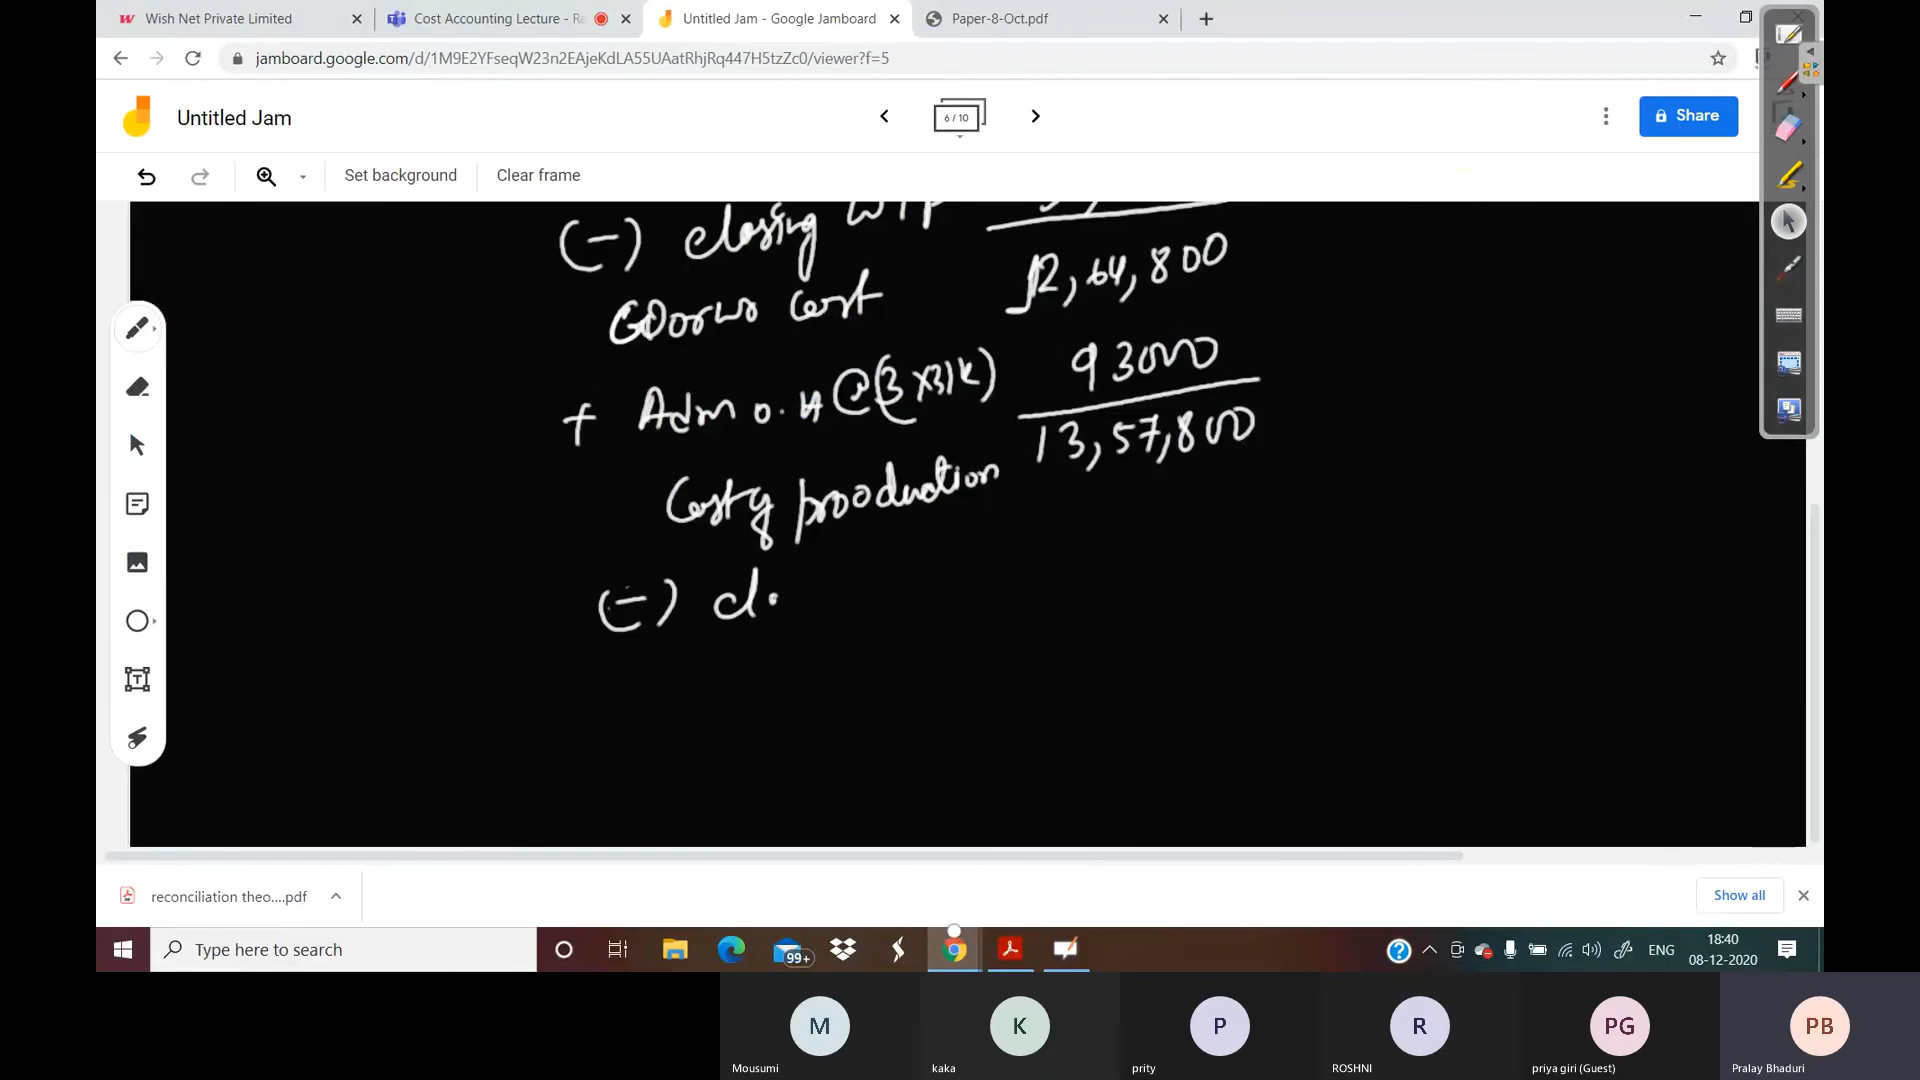 Wish Net Private Limited
Cost Accounting Lecture - Re
Untitled Jam - Google Jamboard
Paper-8-Oct.pdf
jamboard.google.com/d/1M9E2YFseqW23n2EAjeKdLA55UAatRhjRq447H5tzZc0/viewer?f=5
Untitled Jam
6 / 10
Share
Set background
Clear frame
(-) closing WIP
cost 12,64,800
+ Adm o.H @(3 x31K) 93000
13,57,800
Cost of production
(-) cl.
reconciliation theo....pdf
Show all
Type here to search
99+
ENG
18:40
08-12-2020
M
K
P
R
PG
PB
Mousumi
kaka
prity
ROSHNI
priya giri (Guest)
Pralay Bhaduri